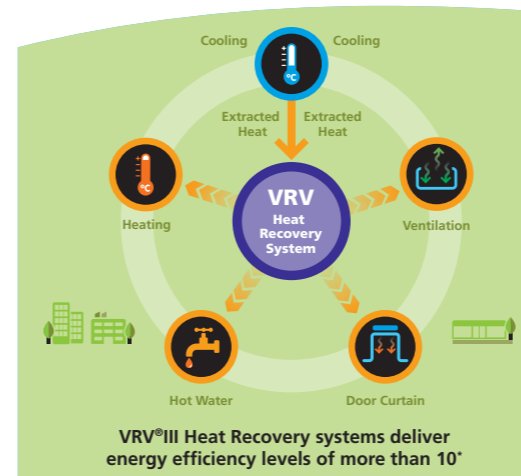 Cooling
Cooling
°C
Extracted
Heat
Extracted
Heat
°C
VRV
Heat
Recovery
System
Heating
Ventilation
Hot Water
Door Curtain
VRV®III Heat Recovery systems deliver
energy efficiency levels of more than 10*